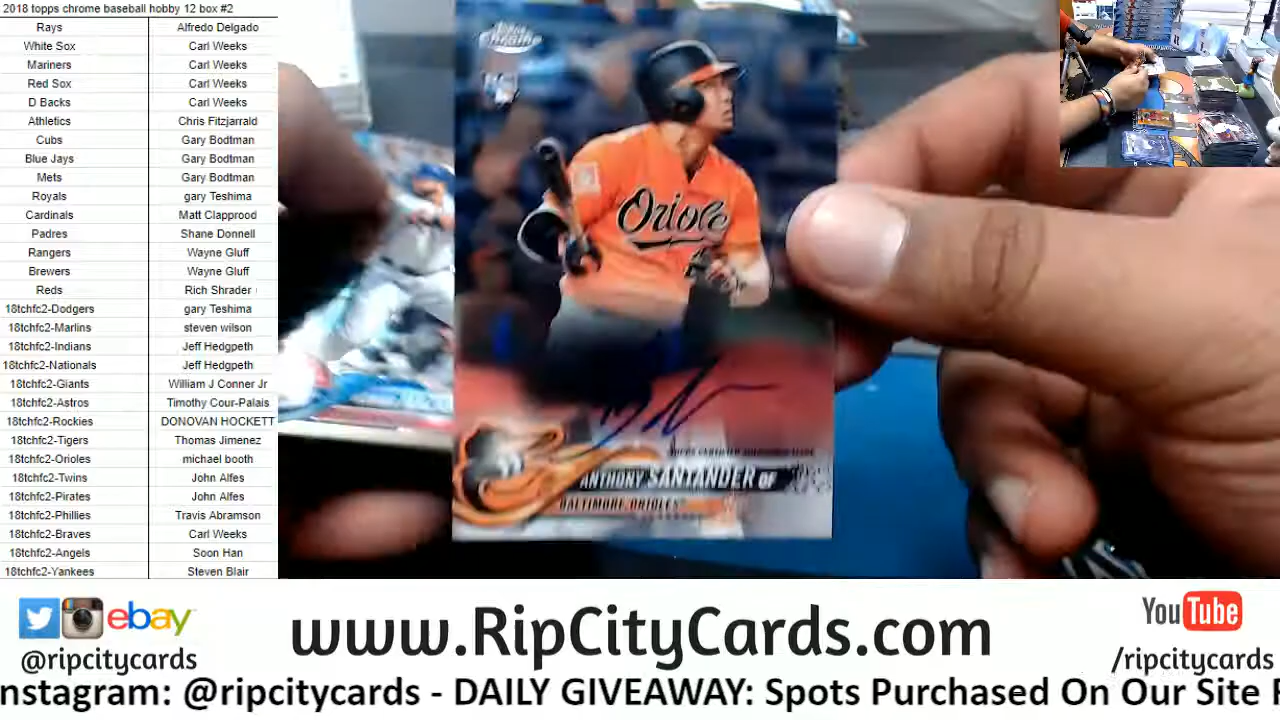 2018 topps chrome baseball hobby 12 box #2
Rays Alfredo Delgado
White Sox Carl Weeks
Mariners Carl Weeks
Red Sox Carl Weeks
D Backs Carl Weeks
Athletics Chris Fitzjarrald
Cubs Gary Bodtman
Blue Jays Gary Bodtman
Mets Gary Bodtman
Royals gary Teshima
Cardinals Matt Clapprood
Padres Shane Donnell
Rangers Wayne Gluff
Brewers Wayne Gluff
Reds Rich Shrader
18tchfc2-Dodgers gary Teshima
18tchfc2-Marlins steven wilson
18tchfc2-Indians Jeff Hedgpeth
18tchfc2-Nationals Jeff Hedgpeth
18tchfc2-Giants William J Conner Jr
18tchfc2-Astros Timothy Cour-Palais
18tchfc2-Rockies DONOVAN HOCKETT
18tchfc2-Tigers Thomas Jimenez
18tchfc2-Orioles michael booth
18tchfc2-Twins John Alfes
18tchfc2-Pirates John Alfes
18tchfc2-Phillies Travis Abramson
18tchfc2-Braves Carl Weeks
18tchfc2-Angels Soon Han
18tchfc2-Yankees Steven Blair
Topps Chrome
Oriole
TOPPS CERTIFIED AUTOGRAPH ISSUE
ANTHONY SANTANDER OF
BALTIMORE ORIOLES
ebay
@ripcitycards
www.RipCityCards.com
YouTube
/ripcitycards
nstagram: @ripcitycards - DAILY GIVEAWAY: Spots Purchased On Our Site